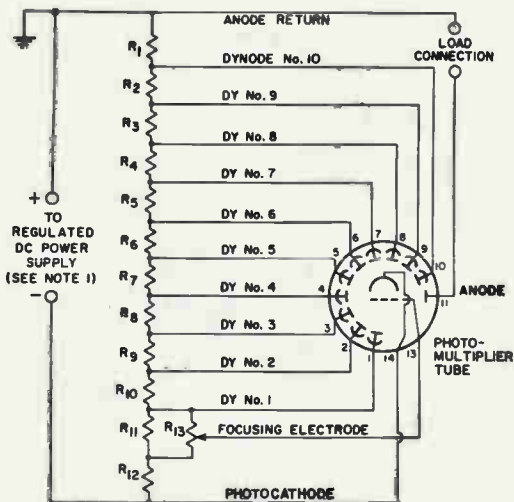 ANODE RETURN
LOAD
CONNECTION
R1
DYNODE No. 10
R2
DY No. 9
R3
DY No. 8
R4
DY No. 7
R5
DY No. 6
R6
DY No. 5
R7
DY No. 4
R8
DY No. 3
R9
DY No. 2
R10
DY No. 1
R11
R13
FOCUSING ELECTRODE
R12
PHOTOCATHODE
+
TO
REGULATED
DC POWER
SUPPLY
(SEE NOTE 1)
-
1
2
3
4
5
6
7
8
9
10
11
13
14
ANODE
PHOTO-
MULTIPLIER
TUBE